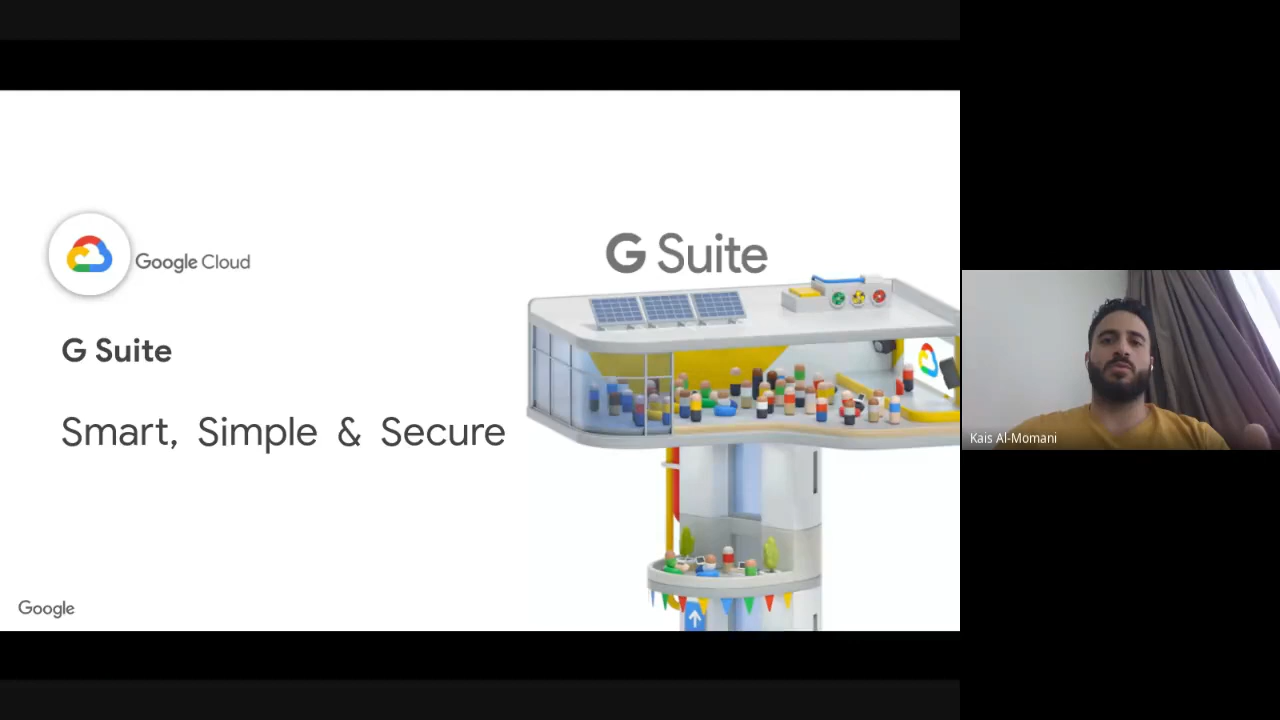 Google Cloud
G Suite
G Suite
Smart, Simple & Secure
Google
Kais Al-Momani